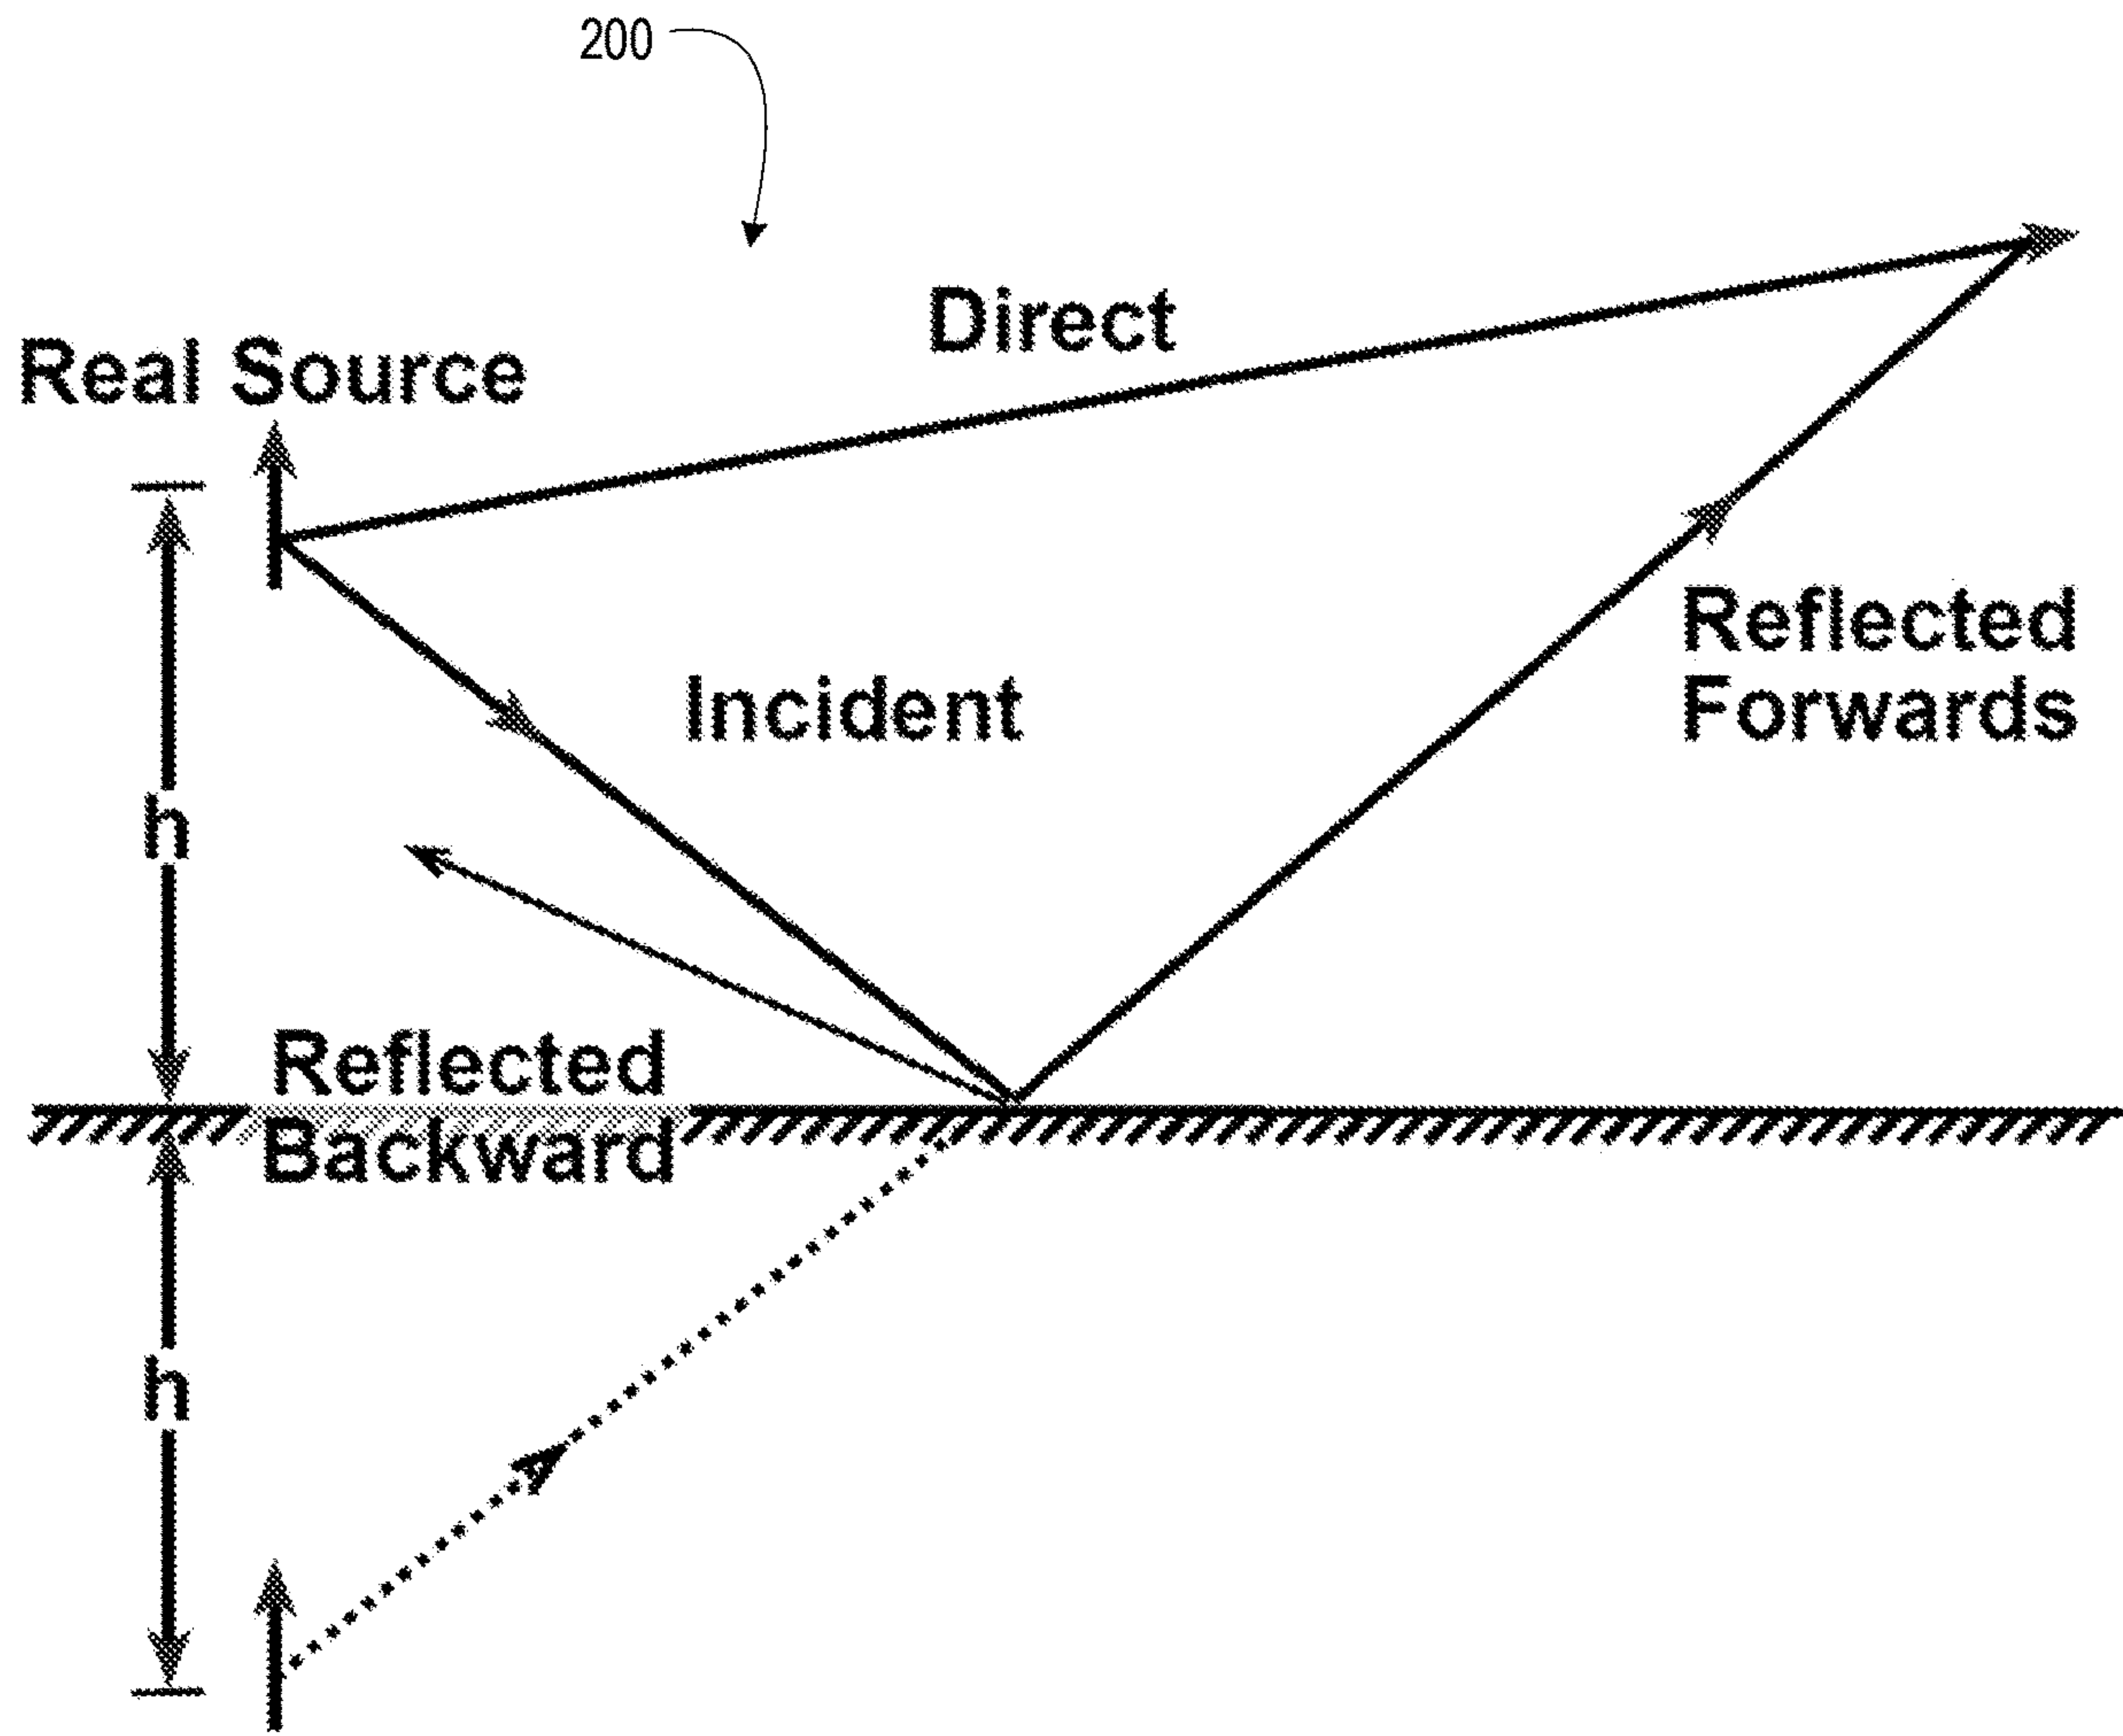 200
Direct
Real Source
Reflected
Forwards
Incident
h
Reflected
Backward
h